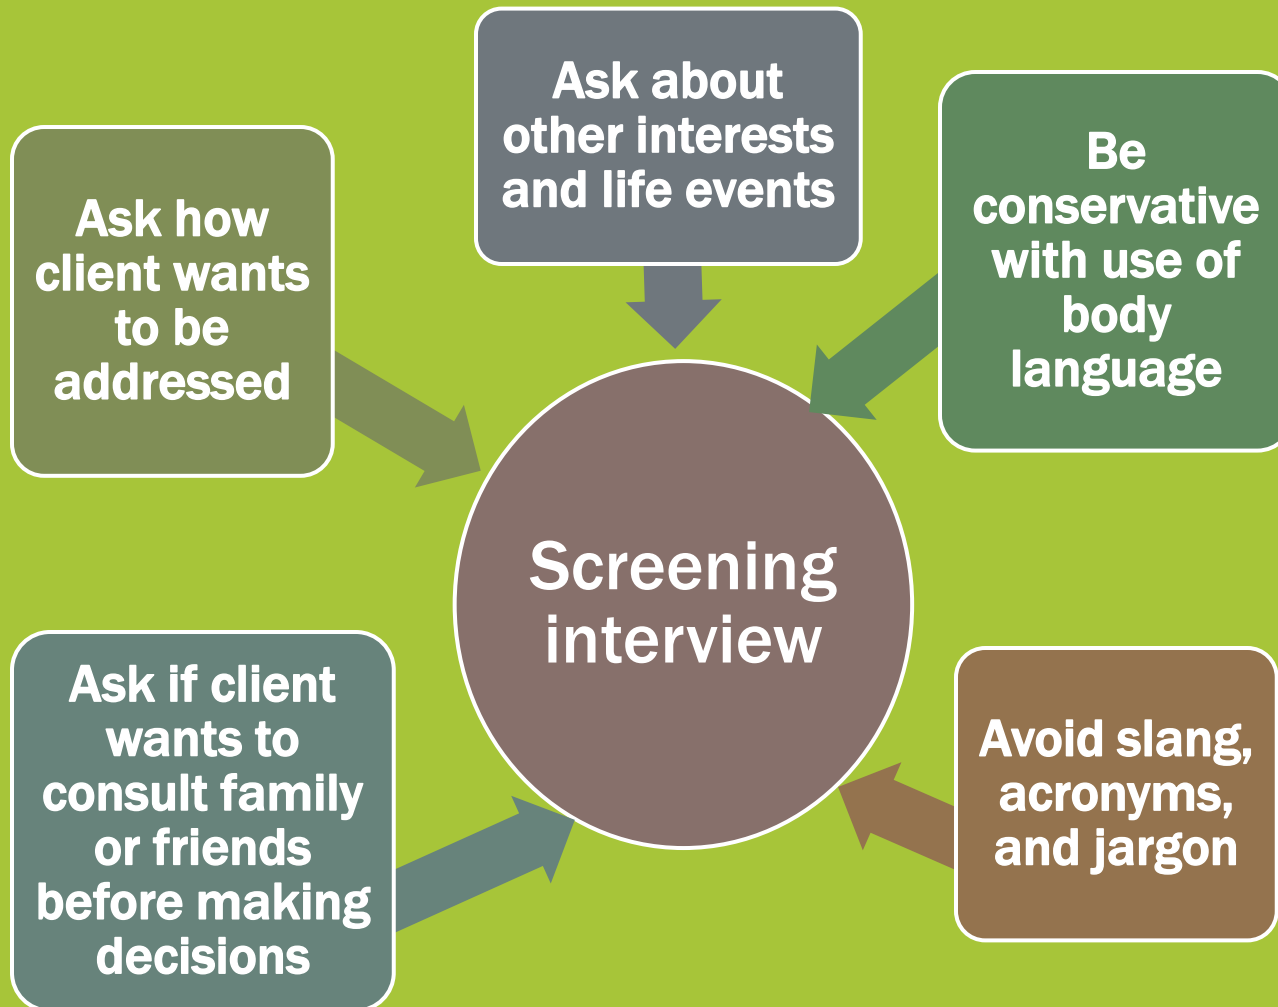 Ask about
other interests
and life events
Be
conservative
with use of
body
language
Ask how
client wants
to be
addressed
Screening
interview
Ask if client
wants to
consult family
or friends
before making
decisions
Avoid slang,
acronyms,
and jargon